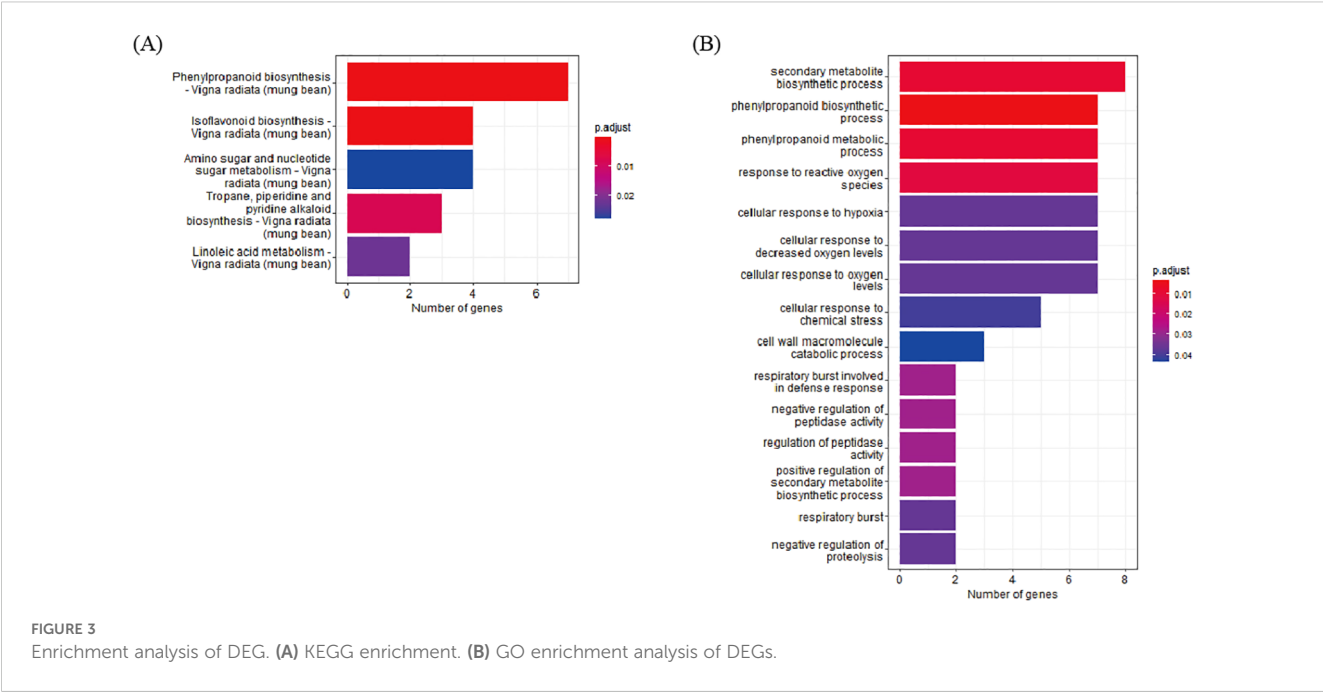 (A)
Phenylpropanoid biosynthesis
- Vigna radiata (mung bean)
Isoflavonoid biosynthesis -
Vigna radiata (mung bean)
Amino sugar and nucleotide
sugar metabolism - Vigna
radiata (mung bean)
Tropane, piperidine and
pyridine alkaloid
biosynthesis - Vigna radiata
(mung bean)
Linoleic acid metabolism -
Vigna radiata (mung bean)
0 2 4 6
Number of genes
p.adjust
0.01
0.02
(B)
secondary metabolite
biosynthetic process
phenylpropanoid biosynthetic
process
phenylpropanoid metabolic
process
response to reactive oxygen
species
cellular response to hypoxia
cellular response to
decreased oxygen levels
cellular response to oxygen
levels
cellular response to
chemical stress
cell wall macromolecule
catabolic process
respiratory burst involved
in defense response
negative regulation of
peptidase activity
regulation of peptidase
activity
positive regulation of
secondary metabolite
biosynthetic process
respiratory burst
negative regulation of
proteolysis
0 2 4 6 8
Number of genes
p.adjust
0.01
0.02
0.03
0.04
FIGURE 3
Enrichment analysis of DEG. (A) KEGG enrichment. (B) GO enrichment analysis of DEGs.